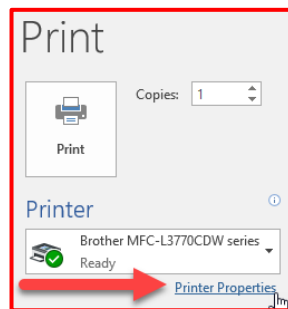 Print
Copies: 1
Print
Printer
Brother MFC-L3770CDW series
Ready
Printer Properties